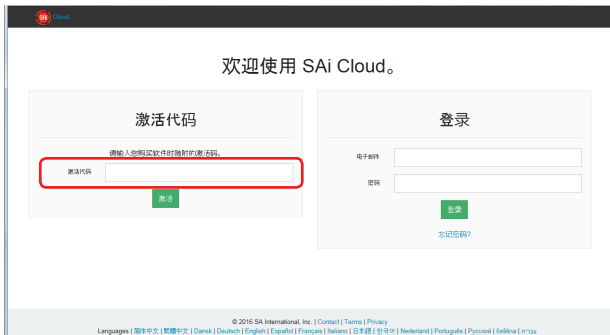 SAi Cloud
欢迎使用 SAi Cloud。
激活代码
请输入您购买软件时随附的激活码。
激活代码
激活
登录
电子邮件
密码
登录
忘记密码?
© 2016 SA International, Inc. | Contact | Terms | Privacy
Languages | 简体中文 | 繁體中文 | Dansk | Deutsch | English | Español | Français | Italiano | 日本語 | 한국어 | Nederland | Português | Русский | čeština | עברית